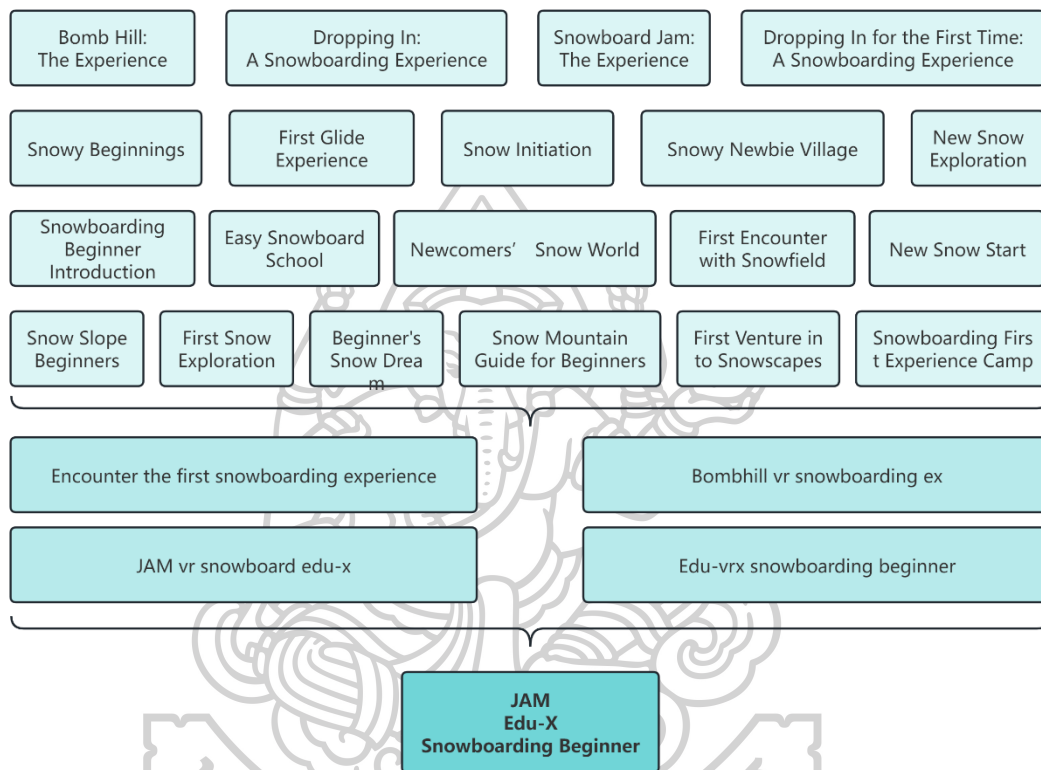 Bomb Hill:
The Experience
Dropping In:
A Snowboarding Experience
Snowboard Jam:
The Experience
Dropping In for the First Time:
A Snowboarding Experience
Snowy Beginnings
First Glide
Experience
Snow Initiation
Snowy Newbie Village
New Snow
Exploration
Snowboarding
Beginner
Introduction
Easy Snowboard
School
Newcomers’ Snow World
First Encounter
with Snowfield
New Snow Start
Snow Slope
Beginners
First Snow
Exploration
Beginner's
Snow Drea
m
Snow Mountain
Guide for Beginners
First Venture in
to Snowscapes
Snowboarding Firs
t Experience Camp
Encounter the first snowboarding experience
Bombhill vr snowboarding ex
JAM vr snowboard edu-x
Edu-vrx snowboarding beginner
JAM
Edu-X
Snowboarding Beginner